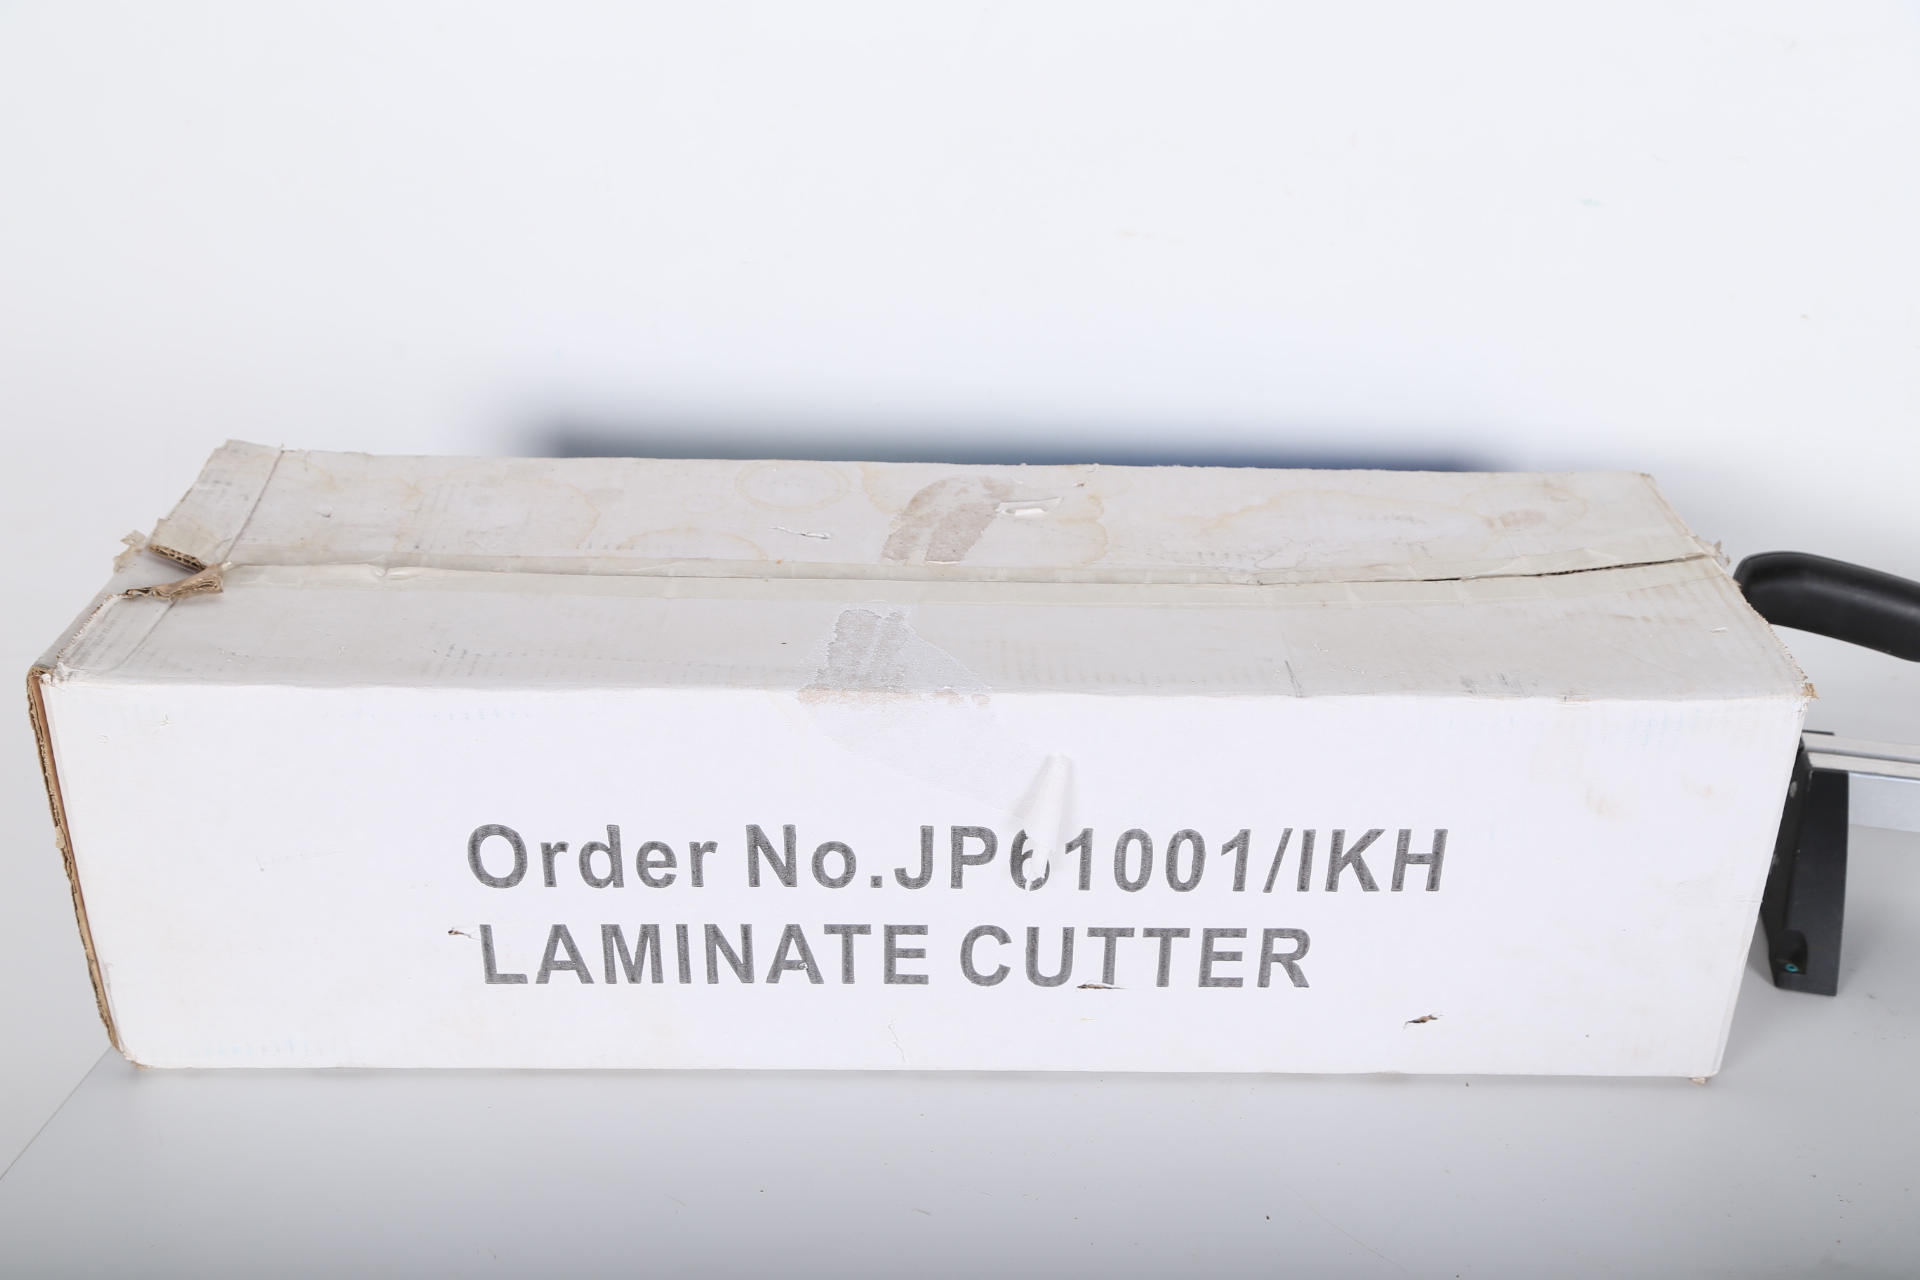 Order No.JP61001/IKH
LAMINATE CUTTER